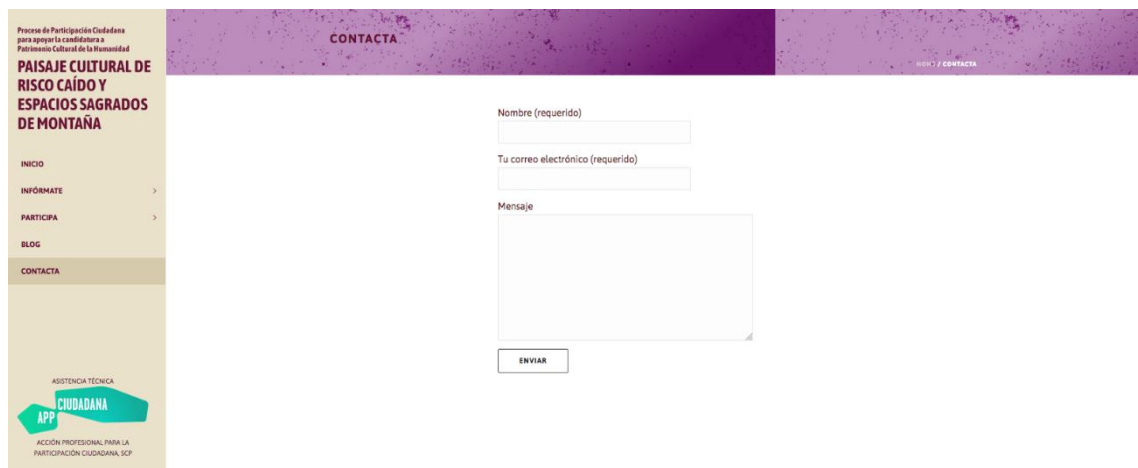 Proceso de Participación Ciudadana
para apoyar la candidatura a
Patrimonio Cultural de la Humanidad
PAISAJE CULTURAL DE
RISCO CAÍDO Y
ESPACIOS SAGRADOS
DE MONTAÑA
INICIO
INFÓRMATE
PARTICIPA
BLOG
CONTACTA
ASISTENCIA TÉCNICA
APP CIUDADANA
ACCIÓN PROFESIONAL PARA LA
PARTICIPACIÓN CIUDADANA, SCP
CONTACTA
HOME / CONTACTA
Nombre (requerido)
Tu correo electrónico (requerido)
Mensaje
ENVIAR